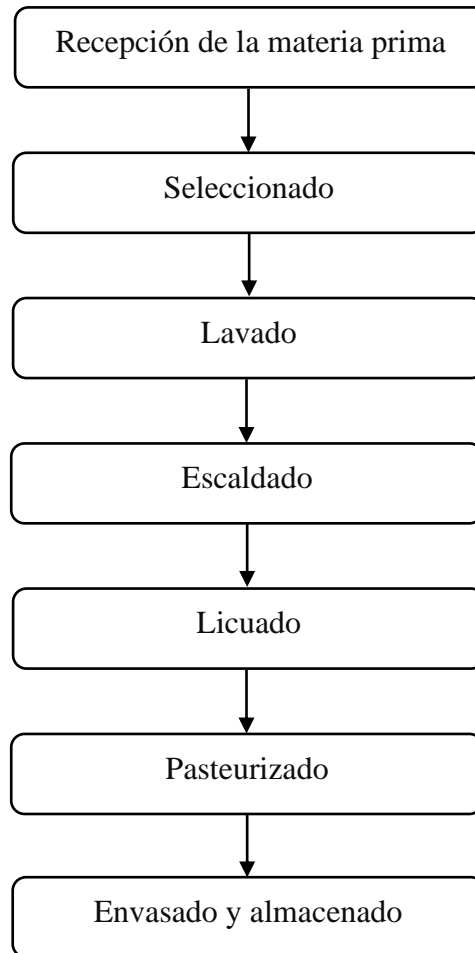 Recepción de la materia prima
Seleccionado
Lavado
Escaldado
Licuado
Pasteurizado
Envasado y almacenado